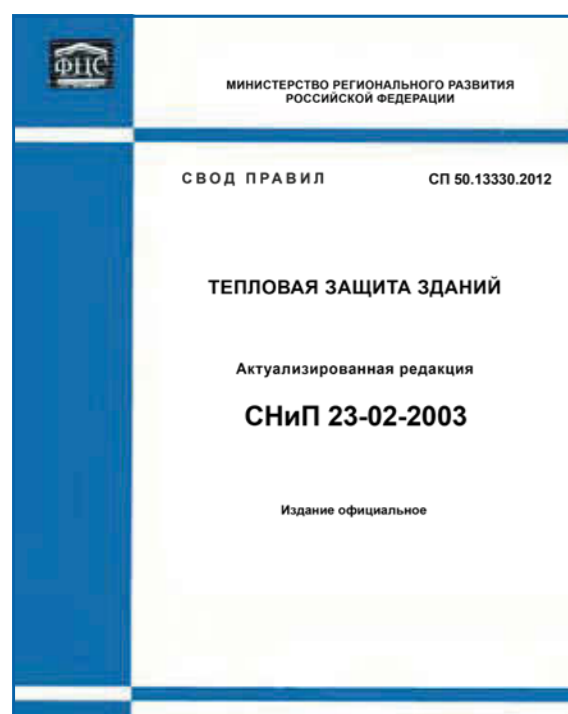 ФЦС
МИНИСТЕРСТВО РЕГИОНАЛЬНОГО РАЗВИТИЯ
РОССИЙСКОЙ ФЕДЕРАЦИИ
СВОД ПРАВИЛ СП 50.13330.2012
ТЕПЛОВАЯ ЗАЩИТА ЗДАНИЙ
Актуализированная редакция
СНиП 23-02-2003
Издание официальное